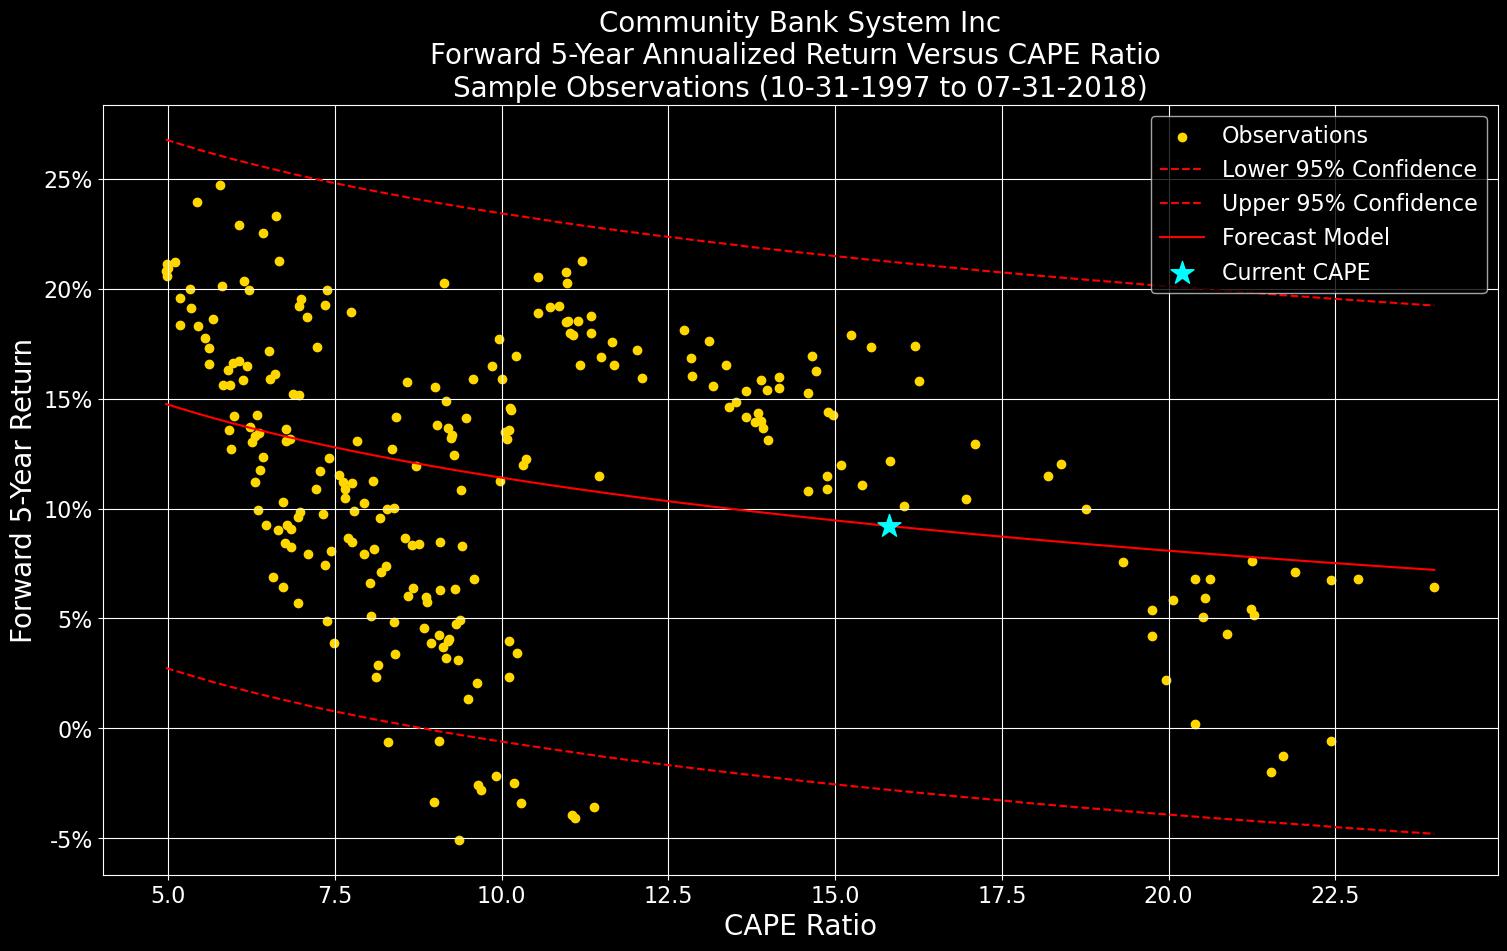 Community Bank System Inc
Forward 5-Year Annualized Return Versus CAPE Ratio
Sample Observations (10-31-1997 to 07-31-2018)
Observations
Lower 95% Confidence
Upper 95% Confidence
Forecast Model
Current CAPE
Forward 5-Year Return
25%
20%
15%
10%
5%
0%
-5%
5.0 7.5 10.0 12.5 15.0 17.5 20.0 22.5
CAPE Ratio